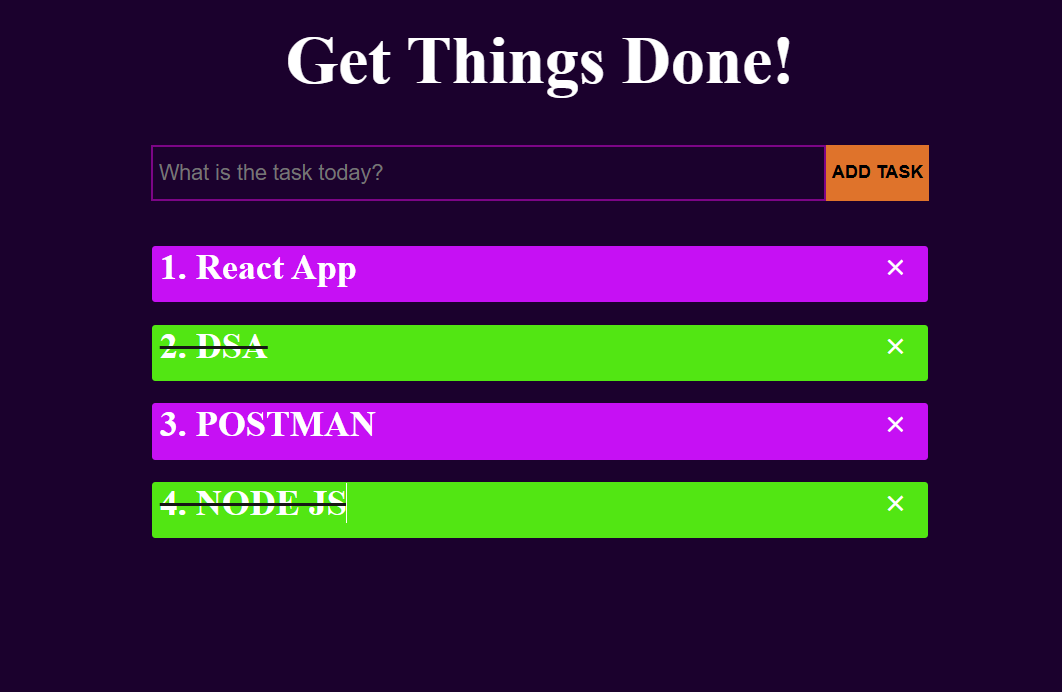 Get Things Done!
What is the task today?
ADD TASK
1. React App
2. DSA
3. POSTMAN
4. NODE JS